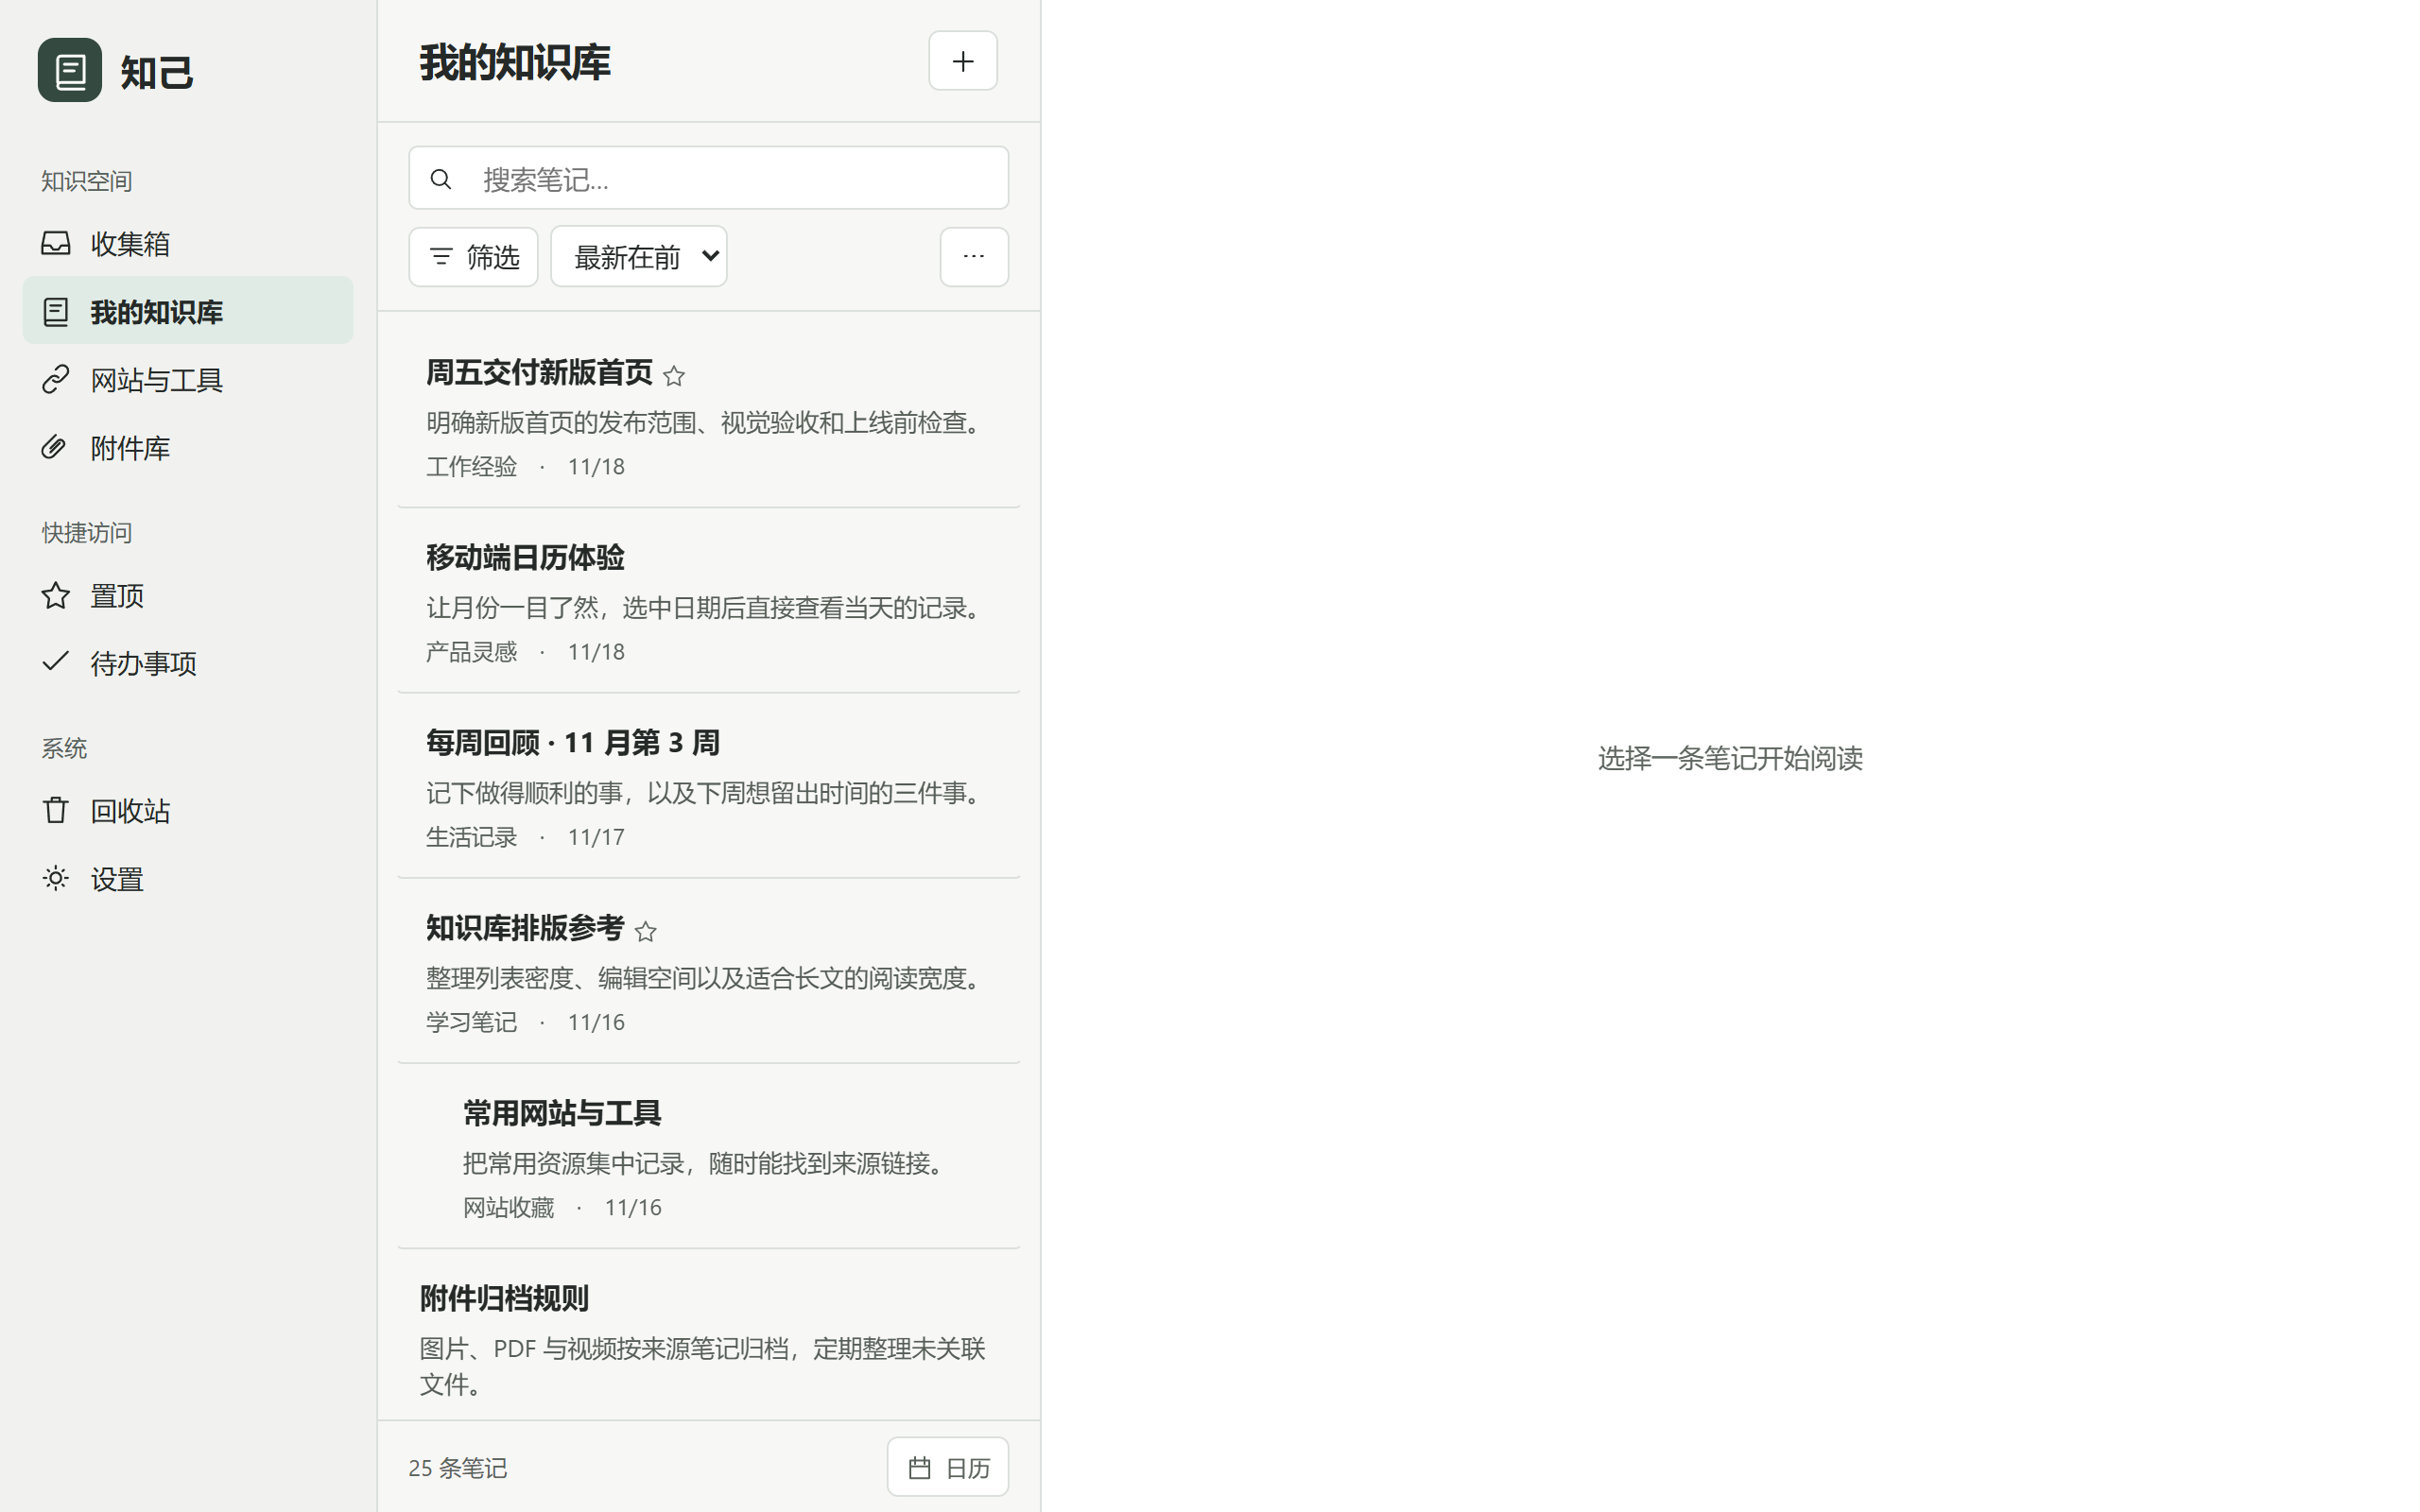 知己
知识空间
收集箱
我的知识库
网站与工具
附件库
快捷访问
置顶
待办事项
系统
回收站
设置
我的知识库
搜索笔记...
筛选
最新在前
周五交付新版首页
明确新版首页的发布范围、视觉验收和上线前检查。
工作经验 · 11/18
移动端日历体验
让月份一目了然，选中日期后直接查看当天的记录。
产品灵感 · 11/18
每周回顾 · 11 月第 3 周
记下做得顺利的事，以及下周想留出时间的三件事。
生活记录 · 11/17
知识库排版参考
整理列表密度、编辑空间以及适合长文的阅读宽度。
学习笔记 · 11/16
常用网站与工具
把常用资源集中记录，随时能找到来源链接。
网站收藏 · 11/16
附件归档规则
图片、PDF 与视频按来源笔记归档，定期整理未关联
文件。
25 条笔记
日历
选择一条笔记开始阅读